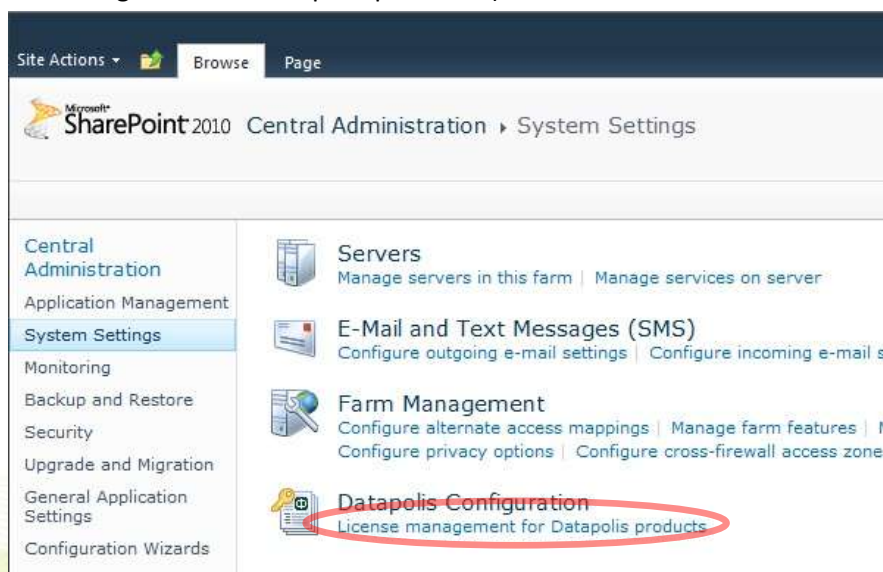 Site Actions Browse Page
Microsoft
SharePoint 2010 Central Administration System Settings
Central
Administration
Application Management
System Settings
Monitoring
Backup and Restore
Security
Upgrade and Migration
General Application
Settings
Configuration Wizards
Servers
Manage servers in this farm | Manage services on server
E-Mail and Text Messages (SMS)
Configure outgoing e-mail settings | Configure incoming e-mail s
Farm Management
Configure alternate access mappings | Manage farm features |
Configure privacy options | Configure cross-firewall access zone
Datapolis Configuration
License management for Datapolis products